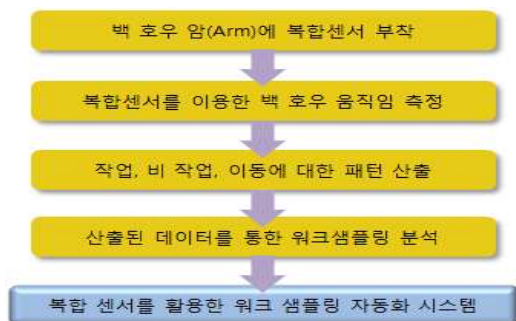 백 호우 암(Arm)에 복합센서 부착
복합센서를 이용한 백 호우 움직임 측정
작업, 비 작업, 이동에 대한 패턴 산출
산출된 데이터를 통한 워크샘플링 분석
복합 센서를 활용한 워크 샘플링 자동화 시스템